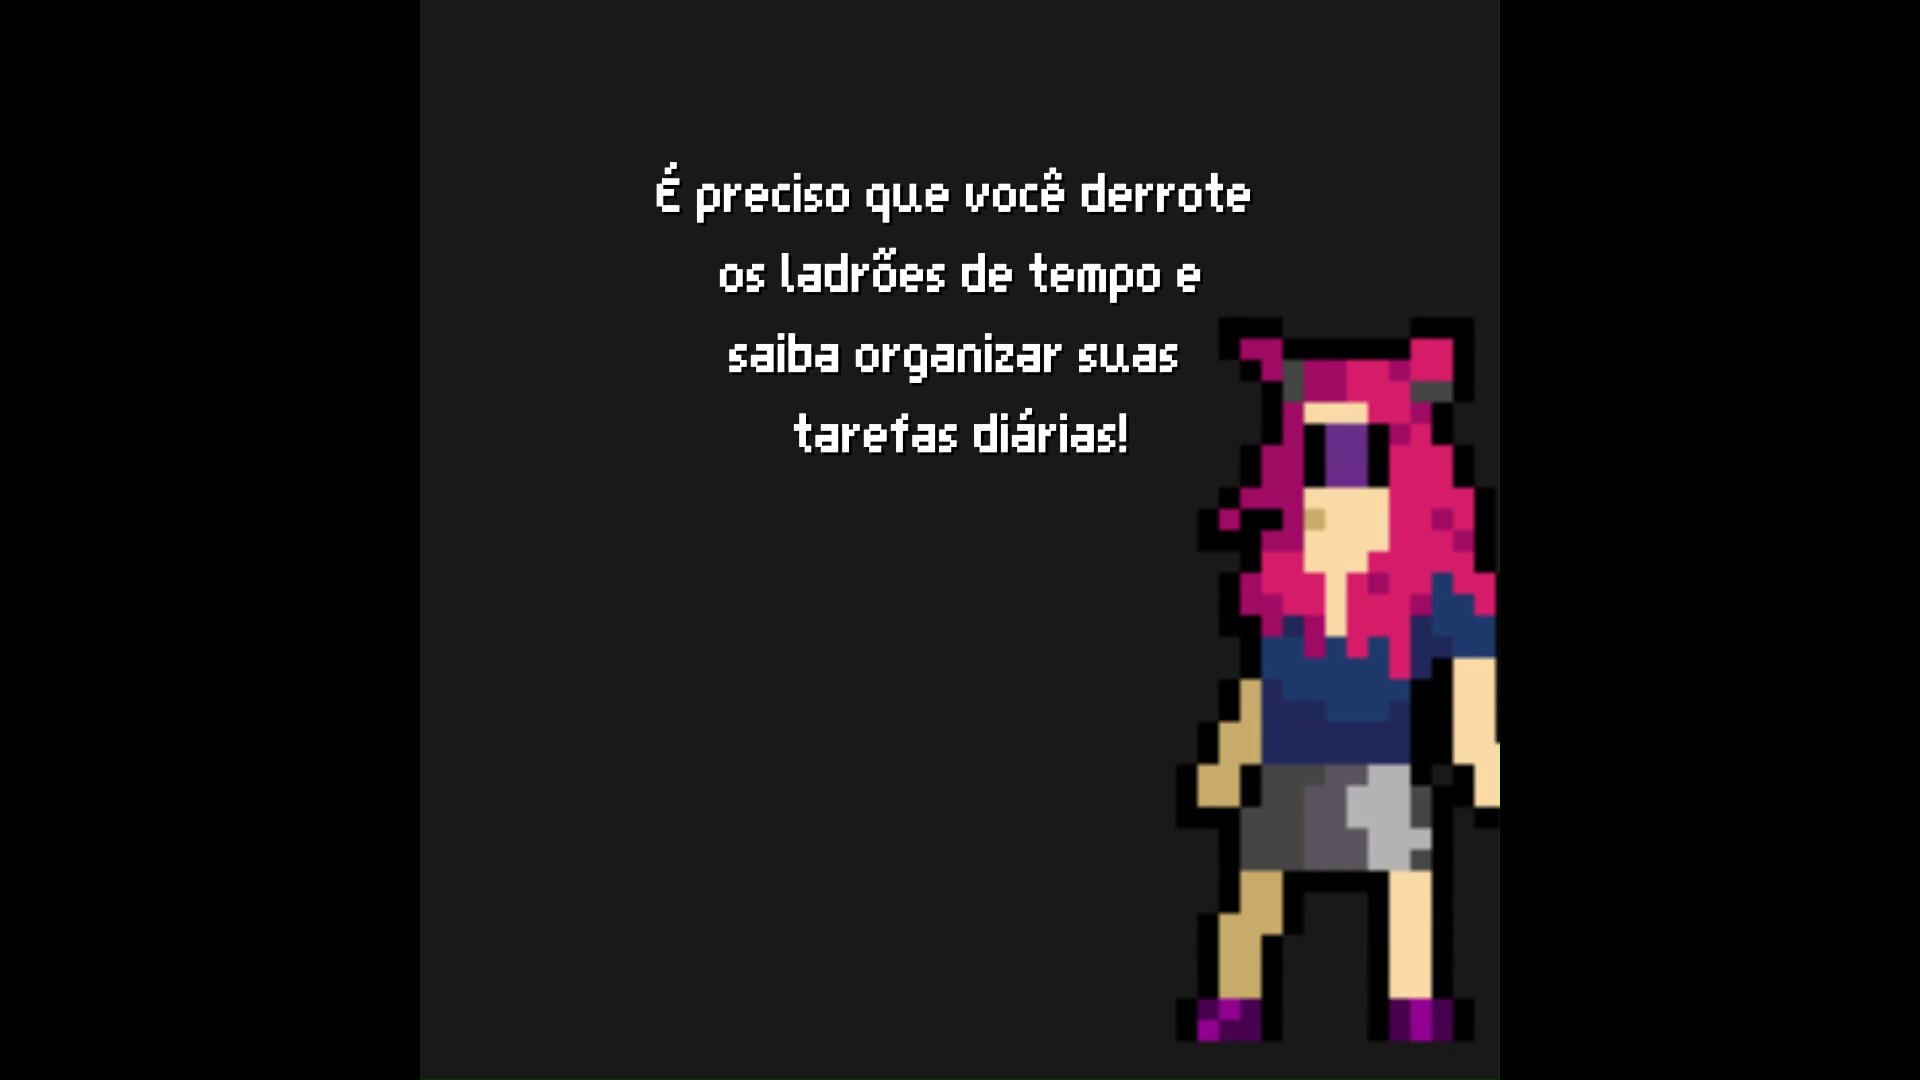 É preciso que você derrote
os ladrões de tempo e
saiba organizar suas
tarefas diárias!